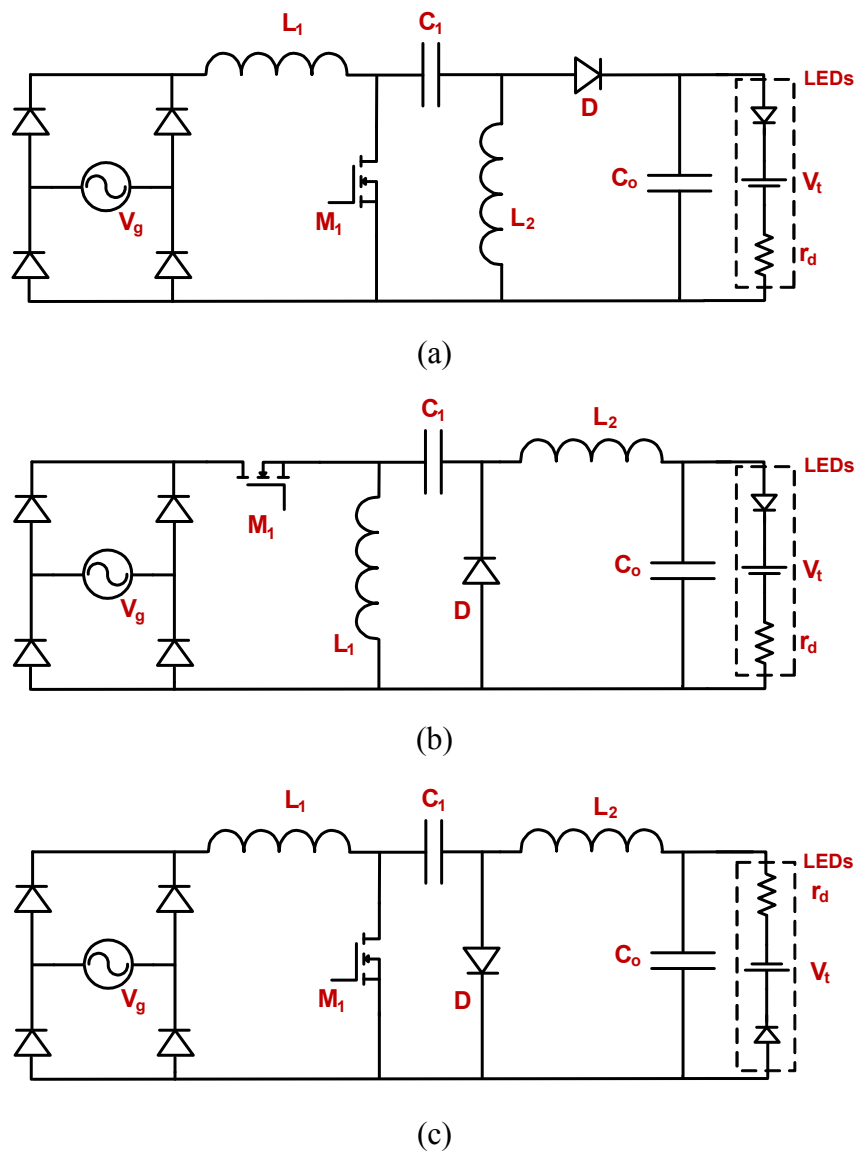 L₁
C₁
LEDs
D
Vg
M₁
L₂
Cₒ
Vt
rd
(a)
C₁
L₂
LEDs
M₁
Vg
L₁
D
Cₒ
Vt
rd
(b)
L₁
C₁
L₂
LEDs
rd
Vg
M₁
D
Cₒ
Vt
(c)